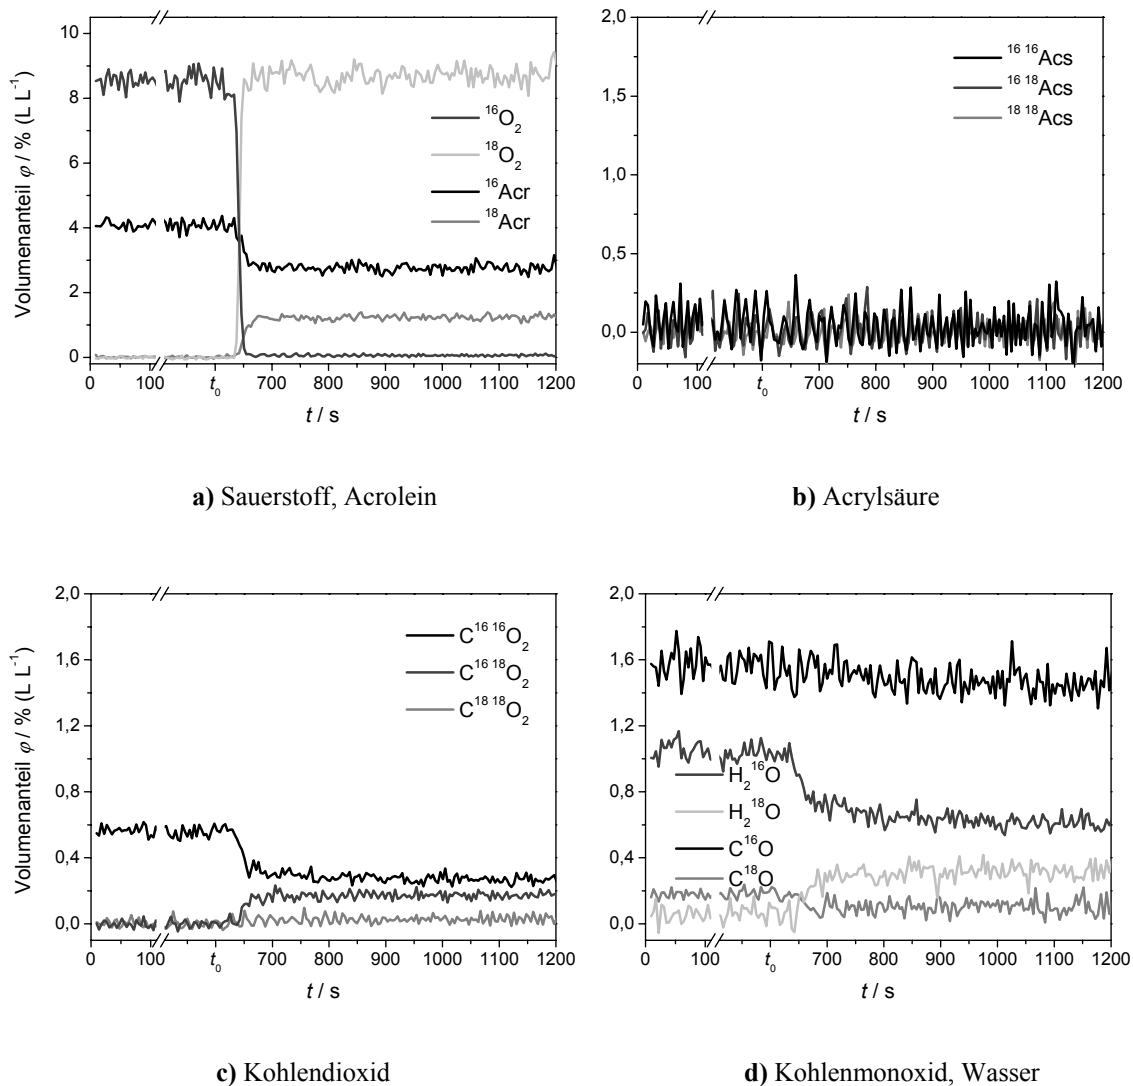 Volumenanteil φ / % (L L⁻¹)
10
8
6
4
2
0
¹⁶O₂
¹⁸O₂
¹⁶Acr
¹⁸Acr
0 100 t₀ 700 800 900 1000 1100 1200
t / s
a) Sauerstoff, Acrolein
2,0
1,5
1,0
0,5
0,0
¹⁶ ¹⁶Acs
¹⁶ ¹⁸Acs
¹⁸ ¹⁸Acs
0 100 t₀ 700 800 900 1000 1100 1200
t / s
b) Acrylsäure
Volumenanteil φ / % (L L⁻¹)
2,0
1,6
1,2
0,8
0,4
0,0
C¹⁶ ¹⁶O₂
C¹⁶ ¹⁸O₂
C¹⁸ ¹⁸O₂
0 100 t₀ 700 800 900 1000 1100 1200
t / s
c) Kohlendioxid
2,0
1,6
1,2
0,8
0,4
0,0
H₂¹⁶O
H₂¹⁸O
C¹⁶O
C¹⁸O
0 100 t₀ 700 800 900 1000 1100 1200
t / s
d) Kohlenmonoxid, Wasser